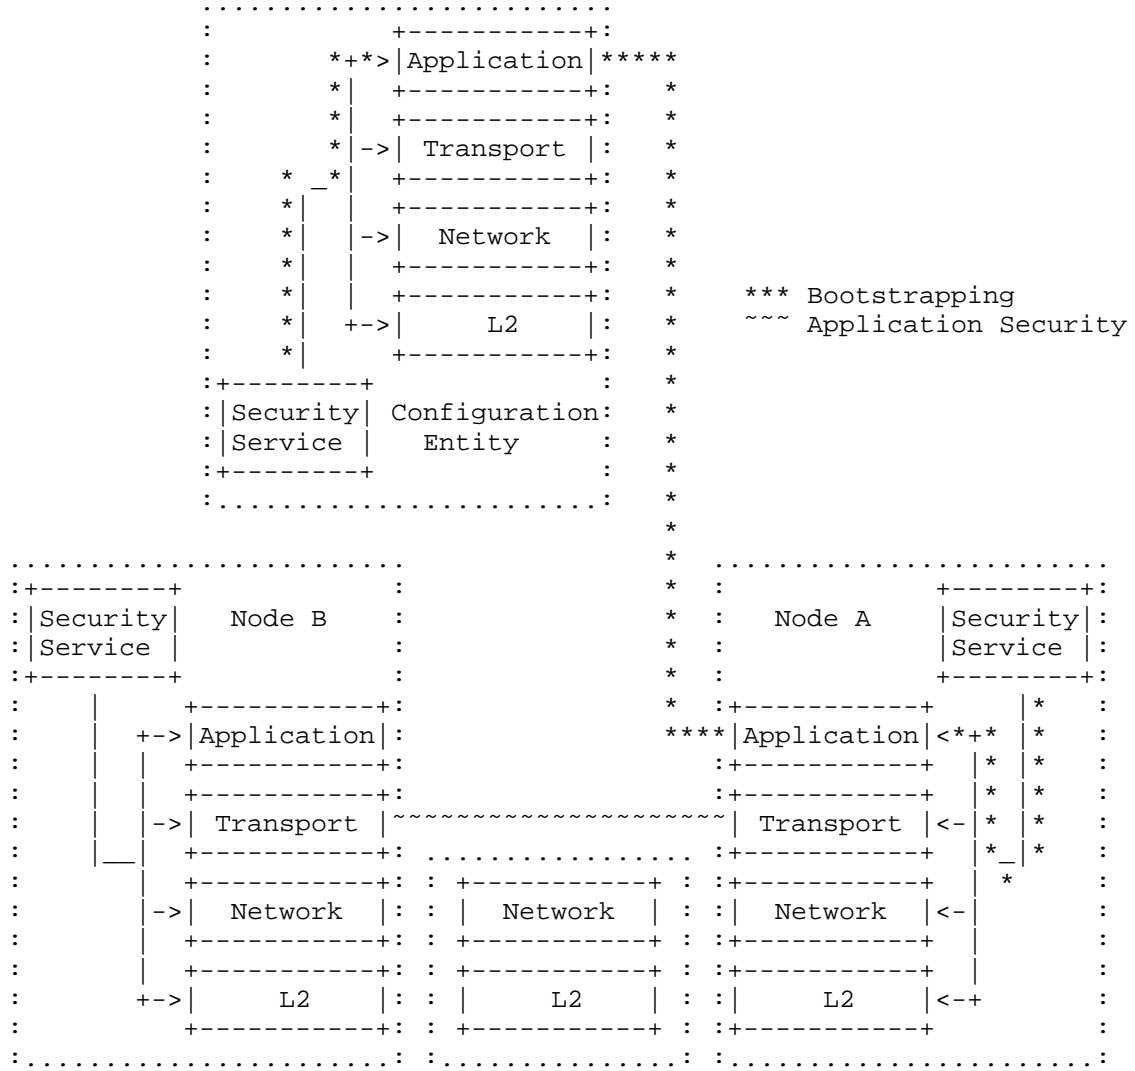 Application
Transport
Network
*** Bootstrapping
L2
~~~ Application Security
Security Configuration
Service Entity
Security Node B Node A Security
Service Service
Application Application
Transport Transport
Network Network Network
L2 L2 L2